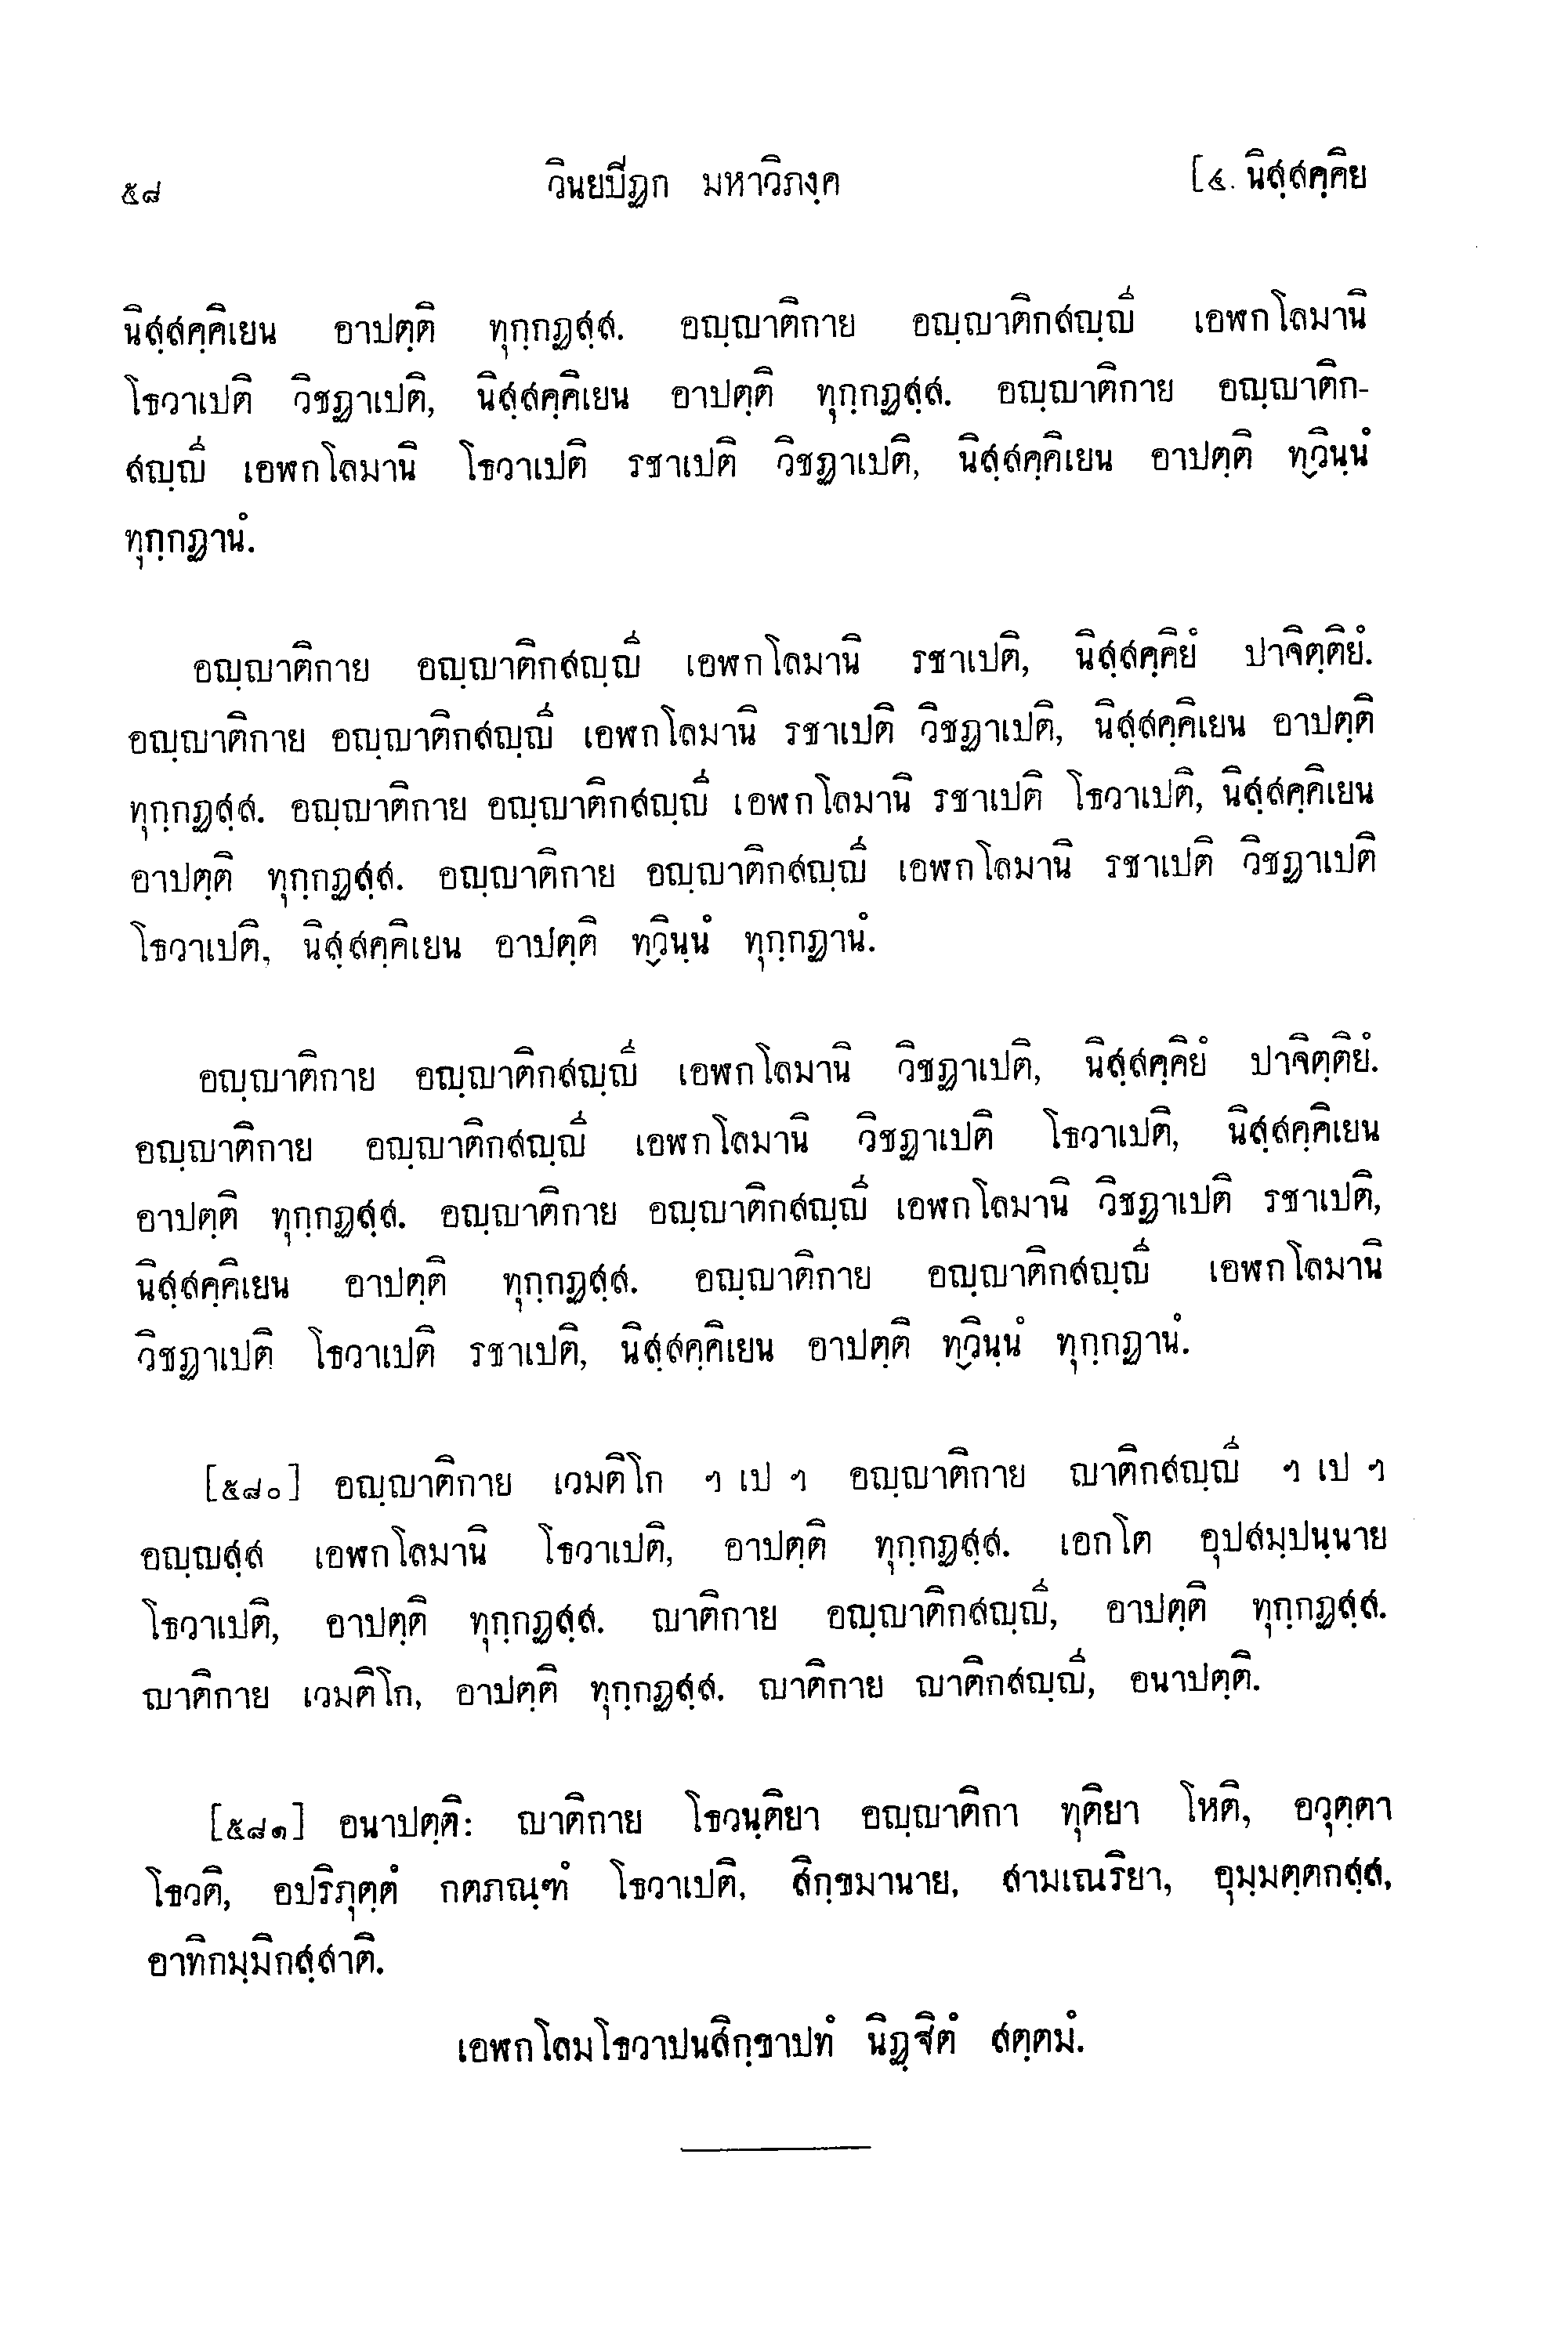 ๕๘ วินยปีฏก มหาวิภงฺค [๔. นิสฺสคฺคิย
นิสฺสคฺคิเยน อาปตฺติ ทุกฺกฏสฺส. อญฺญาติกาย อญฺญาติกสญฺญี เอฬกโลมานิ
โธวาเปติ วิชฏาเปติ, นิสฺสคฺคิเยน อาปตฺติ ทุกฺกฏสฺส. อญฺญาติกาย อญฺญาติก-
สญฺญี เอฬกโลมานิ โธวาเปติ รชาเปติ วิชฏาเปติ, นิสฺสคฺคิเยน อาปตฺติ ทฺวินฺนํ
ทุกฺกฏานํ.
อญฺญาติกาย อญฺญาติกสญฺญี เอฬกโลมานิ รชาเปติ, นิสฺสคฺคิยํ ปาจิตฺติยํ.
อญฺญาติกาย อญฺญาติกสญฺญี เอฬกโลมานิ รชาเปติ วิชฏาเปติ, นิสฺสคฺคิเยน อาปตฺติ
ทุกฺกฏสฺส. อญฺญาติกาย อญฺญาติกสญฺญี เอฬกโลมานิ รชาเปติ โธวาเปติ, นิสฺสคฺคิเยน
อาปตฺติ ทุกฺกฏสฺส. อญฺญาติกาย อญฺญาติกสญฺญี เอฬกโลมานิ รชาเปติ วิชฏาเปติ
โธวาเปติ, นิสฺสคฺคิเยน อาปตฺติ ทฺวินฺนํ ทุกฺกฏานํ.
อญฺญาติกาย อญฺญาติกสญฺญี เอฬกโลมานิ วิชฏาเปติ, นิสฺสคฺคิยํ ปาจิตฺติยํ.
อญฺญาติกาย อญฺญาติกสญฺญี เอฬกโลมานิ วิชฏาเปติ โธวาเปติ, นิสฺสคฺคิเยน
อาปตฺติ ทุกฺกฏสฺส. อญฺญาติกาย อญฺญาติกสญฺญี เอฬกโลมานิ วิชฏาเปติ รชาเปติ,
นิสฺสคฺคิเยน อาปตฺติ ทุกฺกฏสฺส. อญฺญาติกาย อญฺญาติกสญฺญี เอฬกโลมานิ
วิชฏาเปติ โธวาเปติ รชาเปติ, นิสฺสคฺคิเยน อาปตฺติ ทฺวินฺนํ ทุกฺกฏานํ.
[๕๘๐] อญฺญาติกาย เวมติโก ฯ เป ฯ อญฺญาติกาย ญาติกสญฺญี ฯ เป ฯ
อญฺญสฺส เอฬกโลมานิ โธวาเปติ, อาปตฺติ ทุกฺกฏสฺส. เอกโต อุปสมฺปนฺนาย
โธวาเปติ, อาปตฺติ ทุกฺกฏสฺส. ญาติกาย อญฺญาติกสญฺญี, อาปตฺติ ทุกฺกฏสฺส.
ญาติกาย เวมติโก, อาปตฺติ ทุกฺกฏสฺส. ญาติกาย ญาติกสญฺญี, อนาปตฺติ.
[๕๘๑] อนาปตฺติ: ญาติกาย โธวนฺติยา อญฺญาติกา ทุติยา โหติ, อวุตฺตา
โธวติ, อปริภุตฺตํ กตภณฺฑํ โธวาเปติ, สิกฺขมานาย, สามเณริยา, อุมฺมตฺตกสฺส,
อาทิกมฺมิกสฺสาติ.
เอฬกโลมโธวาปนสิกฺขาปทํ นิฏฺฐิตํ สตฺตมํ.